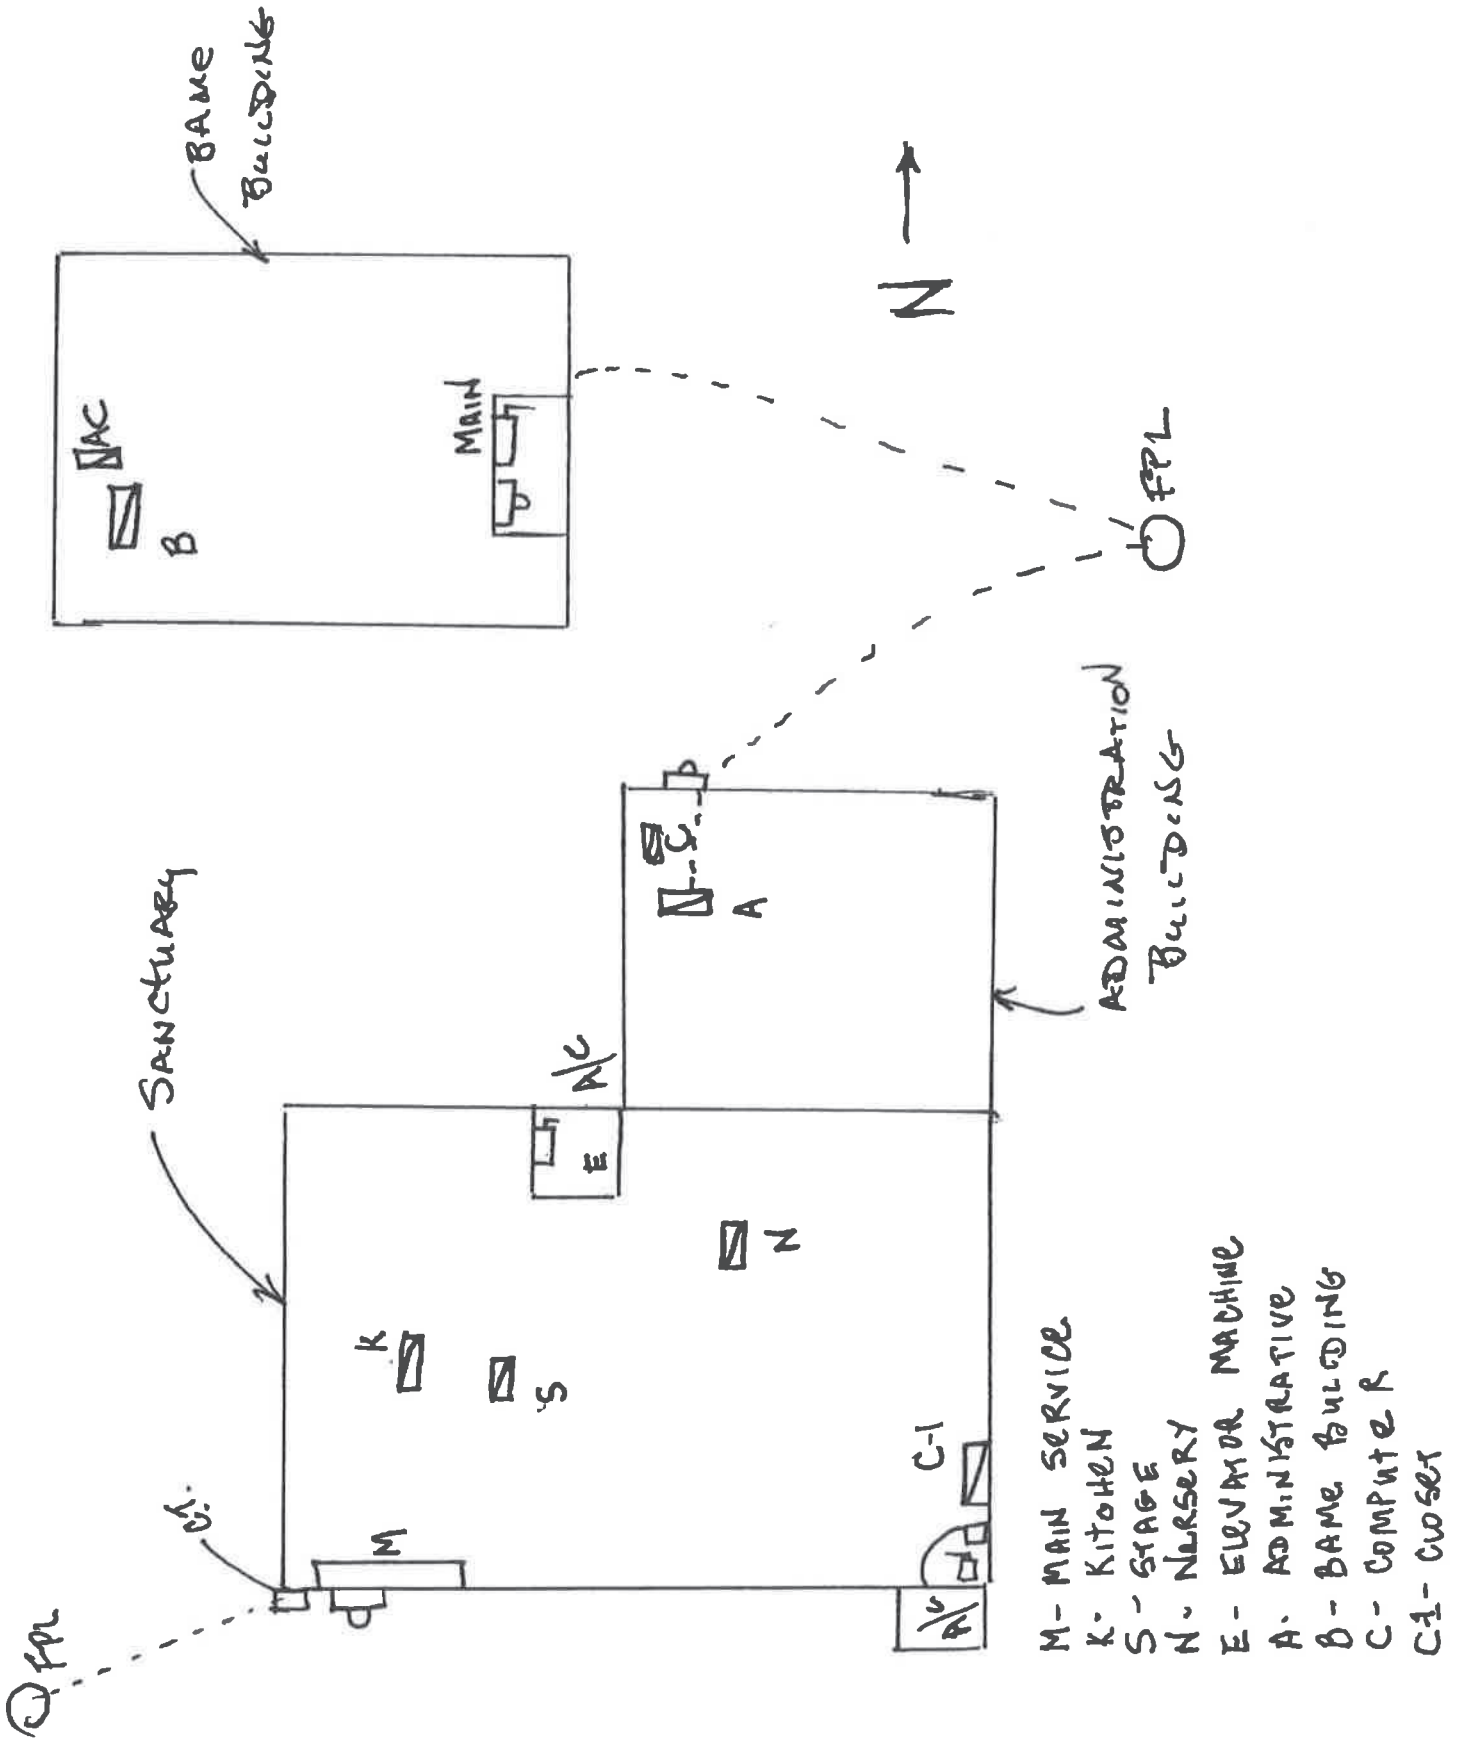 FPL
C.T.
SANCTUARY
BAME
BUILDING
AC
B
MAIN
M
K
S
A/C
E
N
C
A
C-1
A/C
N
FPL
ADMINISTRATION
BUILDING
M- MAIN SERVICE
K- KITCHEN
S- STAGE
N- NURSERY
E- ELEVATOR MACHINE
A- ADMINISTRATIVE
B- BAME BUILDING
C- COMPUTER
C1- CLOSET